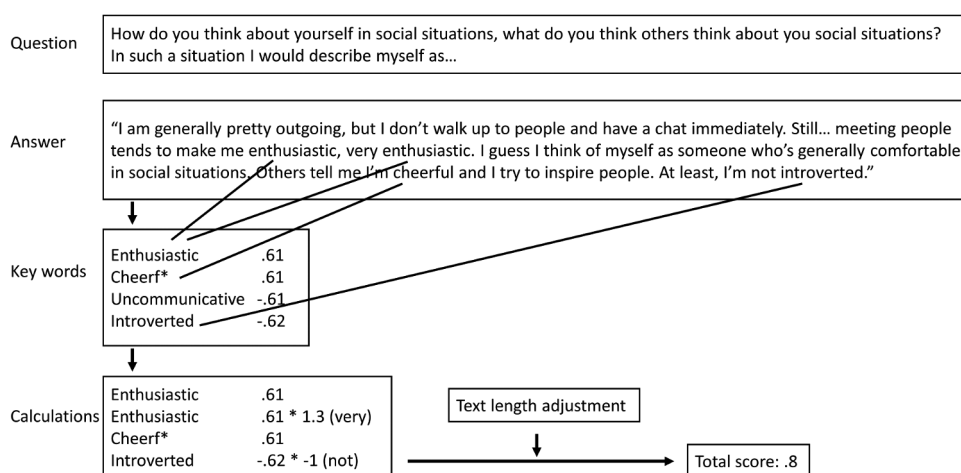 Question
How do you think about yourself in social situations, what do you think others think about you social situations?
In such a situation I would describe myself as…
Answer
“I am generally pretty outgoing, but I don’t walk up to people and have a chat immediately. Still… meeting people
tends to make me enthusiastic, very enthusiastic. I guess I think of myself as someone who’s generally comfortable
in social situations. Others tell me I’m cheerful and I try to inspire people. At least, I’m not introverted.”
Key words
Enthusiastic .61
Cheerf* .61
Uncommunicative -.61
Introverted -.62
Calculations
Enthusiastic .61
Enthusiastic .61 * 1.3 (very)
Cheerf* .61
Introverted -.62 * -1 (not)
Text length adjustment
Total score: .8